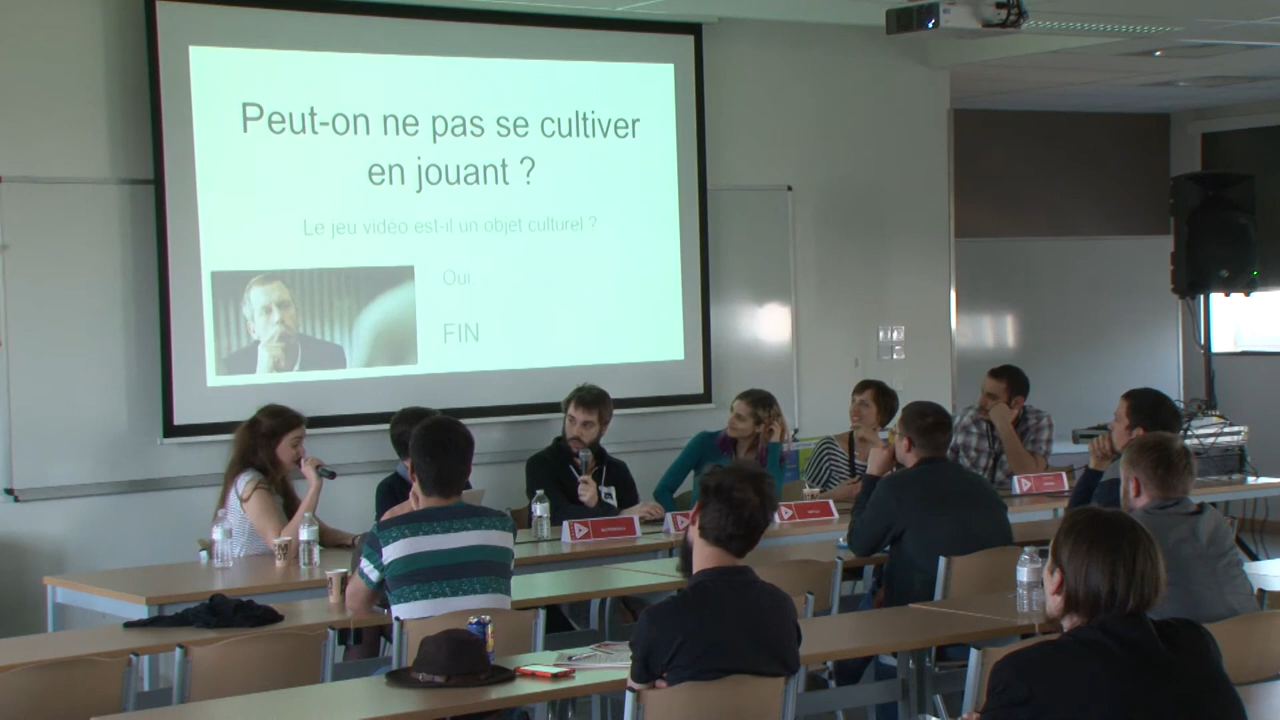 Peut-on ne pas se cultiver
en jouant ?
Le jeu vidéo est-il un objet culturel ?
Oui
FIN